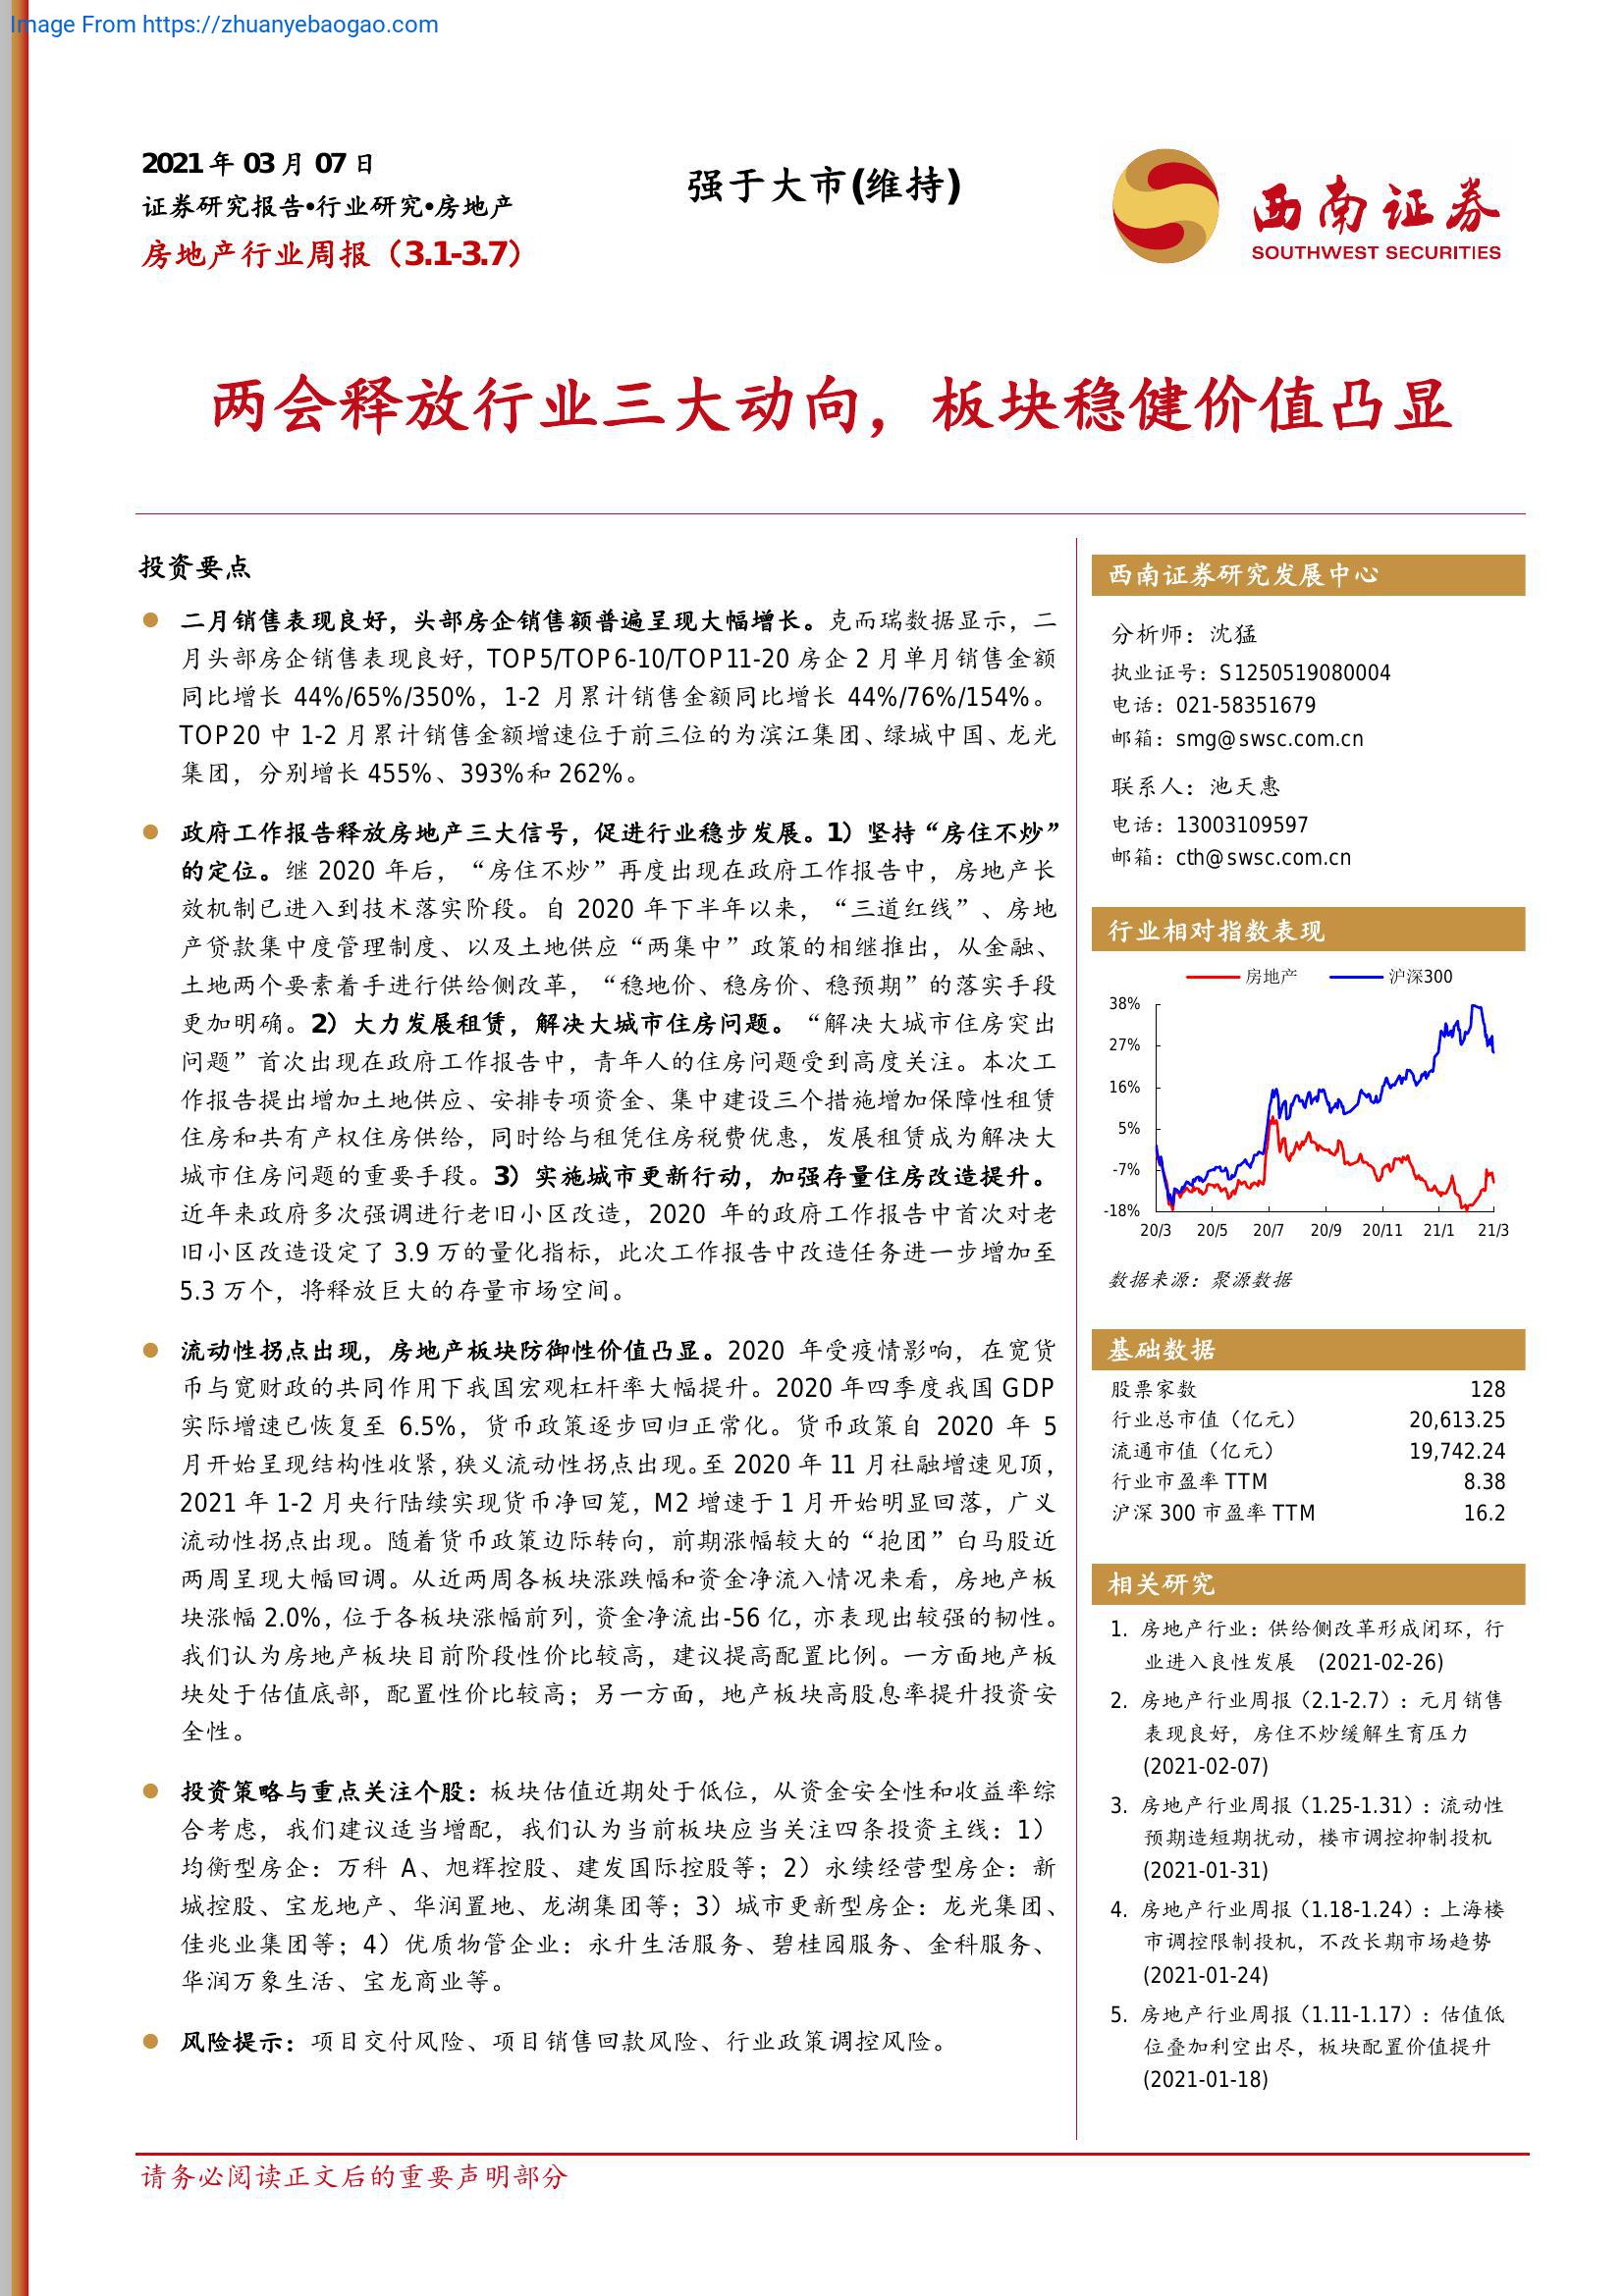 Image From https://zhuanyebaogao.com
2021 年 03 月 07 日
证券研究报告•行业研究•房地产
房地产行业周报（3.1-3.7）
强于大市(维持)
西南证券
SOUTHWEST SECURITIES
两会释放行业三大动向，板块稳健价值凸显
投资要点
二月销售表现良好，头部房企销售额普遍呈现大幅增长。克而瑞数据显示，二
月头部房企销售表现良好，TOP5/TOP6-10/TOP11-20 房企 2 月单月销售金额
同比增长 44%/65%/350%，1-2 月累计销售金额同比增长 44%/76%/154%。
TOP20 中 1-2 月累计销售金额增速位于前三位的为滨江集团、绿城中国、龙光
集团，分别增长 455%、393%和 262%。
政府工作报告释放房地产三大信号，促进行业稳步发展。1）坚持“房住不炒”
的定位。继 2020 年后，“房住不炒”再度出现在政府工作报告中，房地产长
效机制已进入到技术落实阶段。自 2020 年下半年以来，“三道红线”、房地
产贷款集中度管理制度、以及土地供应“两集中”政策的相继推出，从金融、
土地两个要素着手进行供给侧改革，“稳地价、稳房价、稳预期”的落实手段
更加明确。2）大力发展租赁，解决大城市住房问题。“解决大城市住房突出
问题”首次出现在政府工作报告中，青年人的住房问题受到高度关注。本次工
作报告提出增加土地供应、安排专项资金、集中建设三个措施增加保障性租赁
住房和共有产权住房供给，同时给与租凭住房税费优惠，发展租赁成为解决大
城市住房问题的重要手段。3）实施城市更新行动，加强存量住房改造提升。
近年来政府多次强调进行老旧小区改造，2020 年的政府工作报告中首次对老
旧小区改造设定了 3.9 万的量化指标，此次工作报告中改造任务进一步增加至
5.3 万个，将释放巨大的存量市场空间。
流动性拐点出现，房地产板块防御性价值凸显。2020 年受疫情影响，在宽货
币与宽财政的共同作用下我国宏观杠杆率大幅提升。2020 年四季度我国 GDP
实际增速已恢复至 6.5%，货币政策逐步回归正常化。货币政策自 2020 年 5
月开始呈现结构性收紧，狭义流动性拐点出现。至 2020 年 11 月社融增速见顶，
2021 年 1-2 月央行陆续实现货币净回笼，M2 增速于 1 月开始明显回落，广义
流动性拐点出现。随着货币政策边际转向，前期涨幅较大的“抱团”白马股近
两周呈现大幅回调。从近两周各板块涨跌幅和资金净流入情况来看，房地产板
块涨幅 2.0%，位于各板块涨幅前列，资金净流出-56 亿，亦表现出较强的韧性。
我们认为房地产板块目前阶段性价比较高，建议提高配置比例。一方面地产板
块处于估值底部，配置性价比较高；另一方面，地产板块高股息率提升投资安
全性。
投资策略与重点关注个股：板块估值近期处于低位，从资金安全性和收益率综
合考虑，我们建议适当增配，我们认为当前板块应当关注四条投资主线：1）
均衡型房企：万科 A、旭辉控股、建发国际控股等；2）永续经营型房企：新
城控股、宝龙地产、华润置地、龙湖集团等；3）城市更新型房企：龙光集团、
佳兆业集团等；4）优质物管企业：永升生活服务、碧桂园服务、金科服务、
华润万象生活、宝龙商业等。
风险提示：项目交付风险、项目销售回款风险、行业政策调控风险。
西南证券研究发展中心
分析师：沈猛
执业证号：S1250519080004
电话：021-58351679
邮箱：smg@swsc.com.cn
联系人：池天惠
电话：13003109597
邮箱：cth@swsc.com.cn
行业相对指数表现
房地产 沪深300
38%
27%
16%
5%
-7%
-18%
20/3 20/5 20/7 20/9 20/11 21/1 21/3
数据来源：聚源数据
基础数据
股票家数 128
行业总市值（亿元） 20,613.25
流通市值（亿元） 19,742.24
行业市盈率 TTM 8.38
沪深 300 市盈率 TTM 16.2
相关研究
1. 房地产行业：供给侧改革形成闭环，行
业进入良性发展 (2021-02-26)
2. 房地产行业周报（2.1-2.7）：元月销售
表现良好，房住不炒缓解生育压力
(2021-02-07)
3. 房地产行业周报（1.25-1.31）：流动性
预期造短期扰动，楼市调控抑制投机
(2021-01-31)
4. 房地产行业周报（1.18-1.24）：上海楼
市调控限制投机，不改长期市场趋势
(2021-01-24)
5. 房地产行业周报（1.11-1.17）：估值低
位叠加利空出尽，板块配置价值提升
(2021-01-18)
请务必阅读正文后的重要声明部分